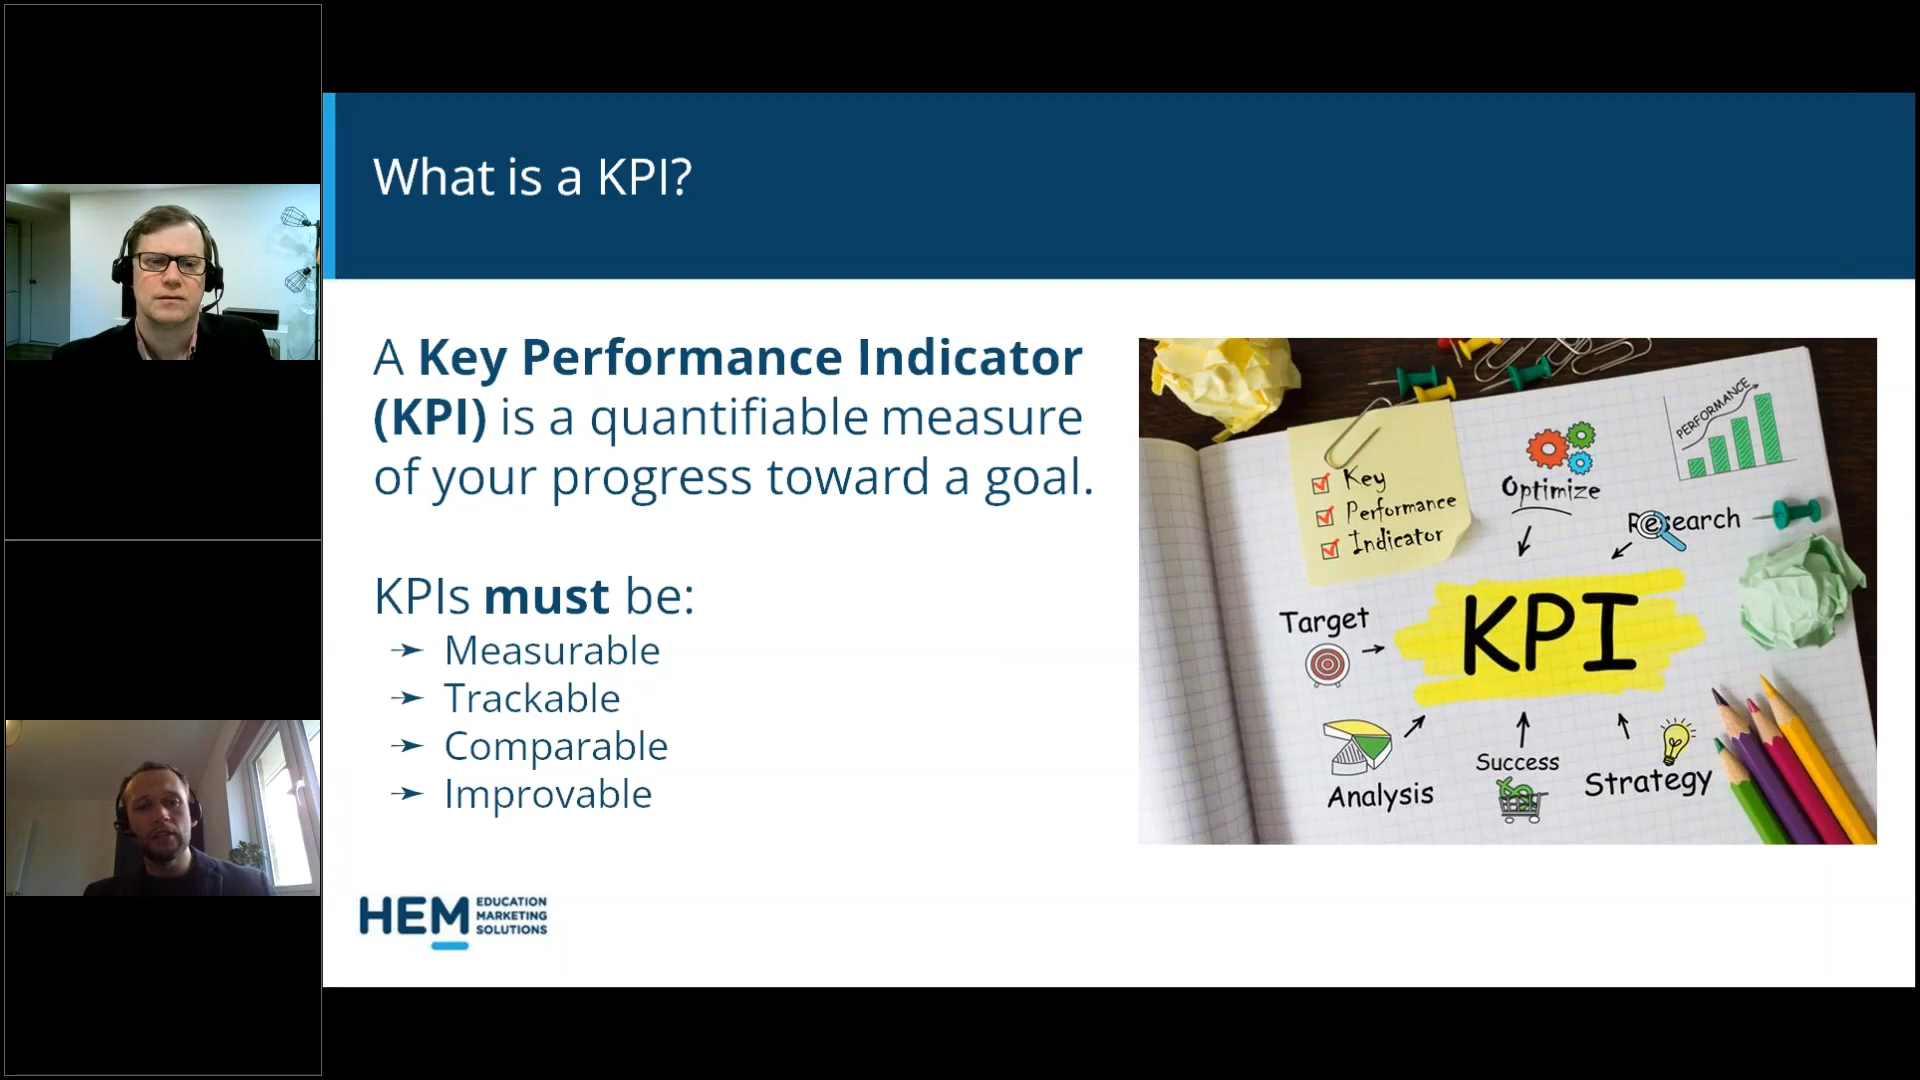 What is a KPI?
A Key Performance Indicator
(KPI) is a quantifiable measure
of your progress toward a goal.
KPIs must be:
➛ Measurable
➛ Trackable
➛ Comparable
➛ Improvable
Key
Performance
Indicator
Optimize
PERFORMANCE
Research
Target
KPI
Analysis
Success
Strategy
HEM EDUCATION
MARKETING
SOLUTIONS